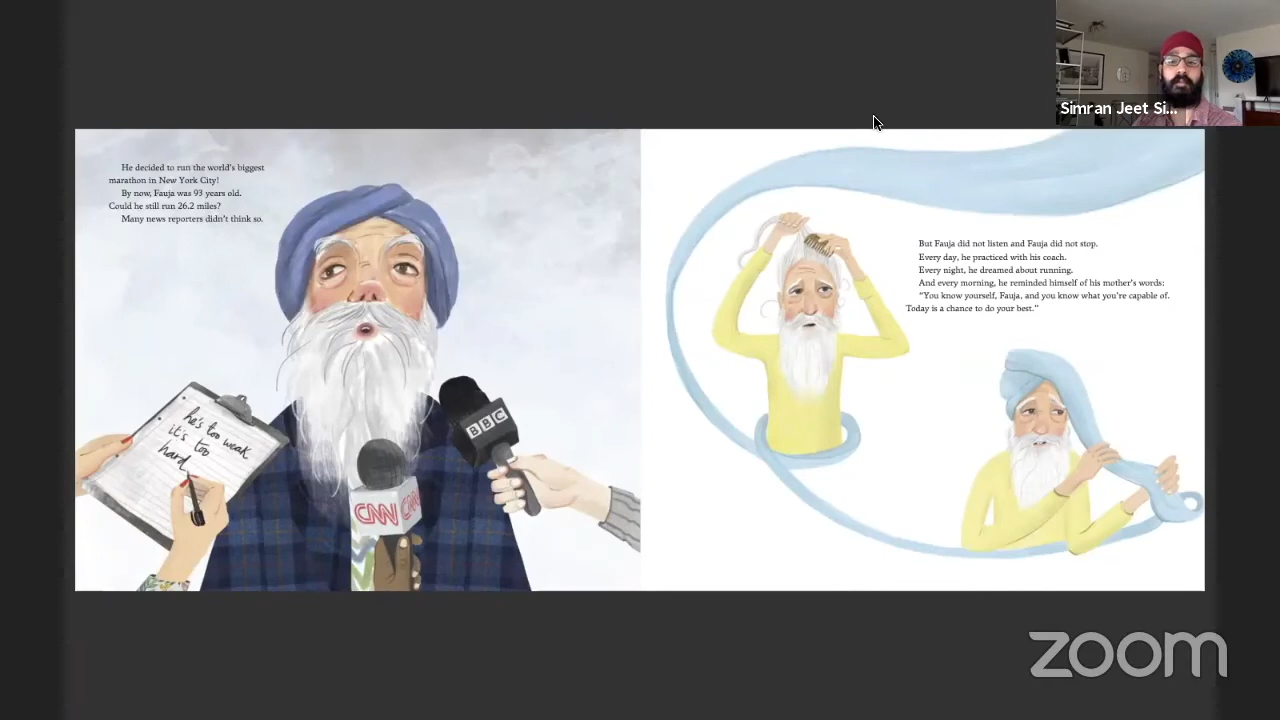 Simran Jeet Si...
He decided to run the world's biggest
marathon in New York City!
By now, Fauja was 93 years old.
Could he still run 26.2 miles?
Many news reporters didn't think so.
he's too weak
it's too
hard
BBC
CNN CNN
But Fauja did not listen and Fauja did not stop.
Every day, he practiced with his coach.
Every night, he dreamed about running.
And every morning, he reminded himself of his mother's words:
"You know yourself, Fauja, and you know what you're capable of.
Today is a chance to do your best."
zoom